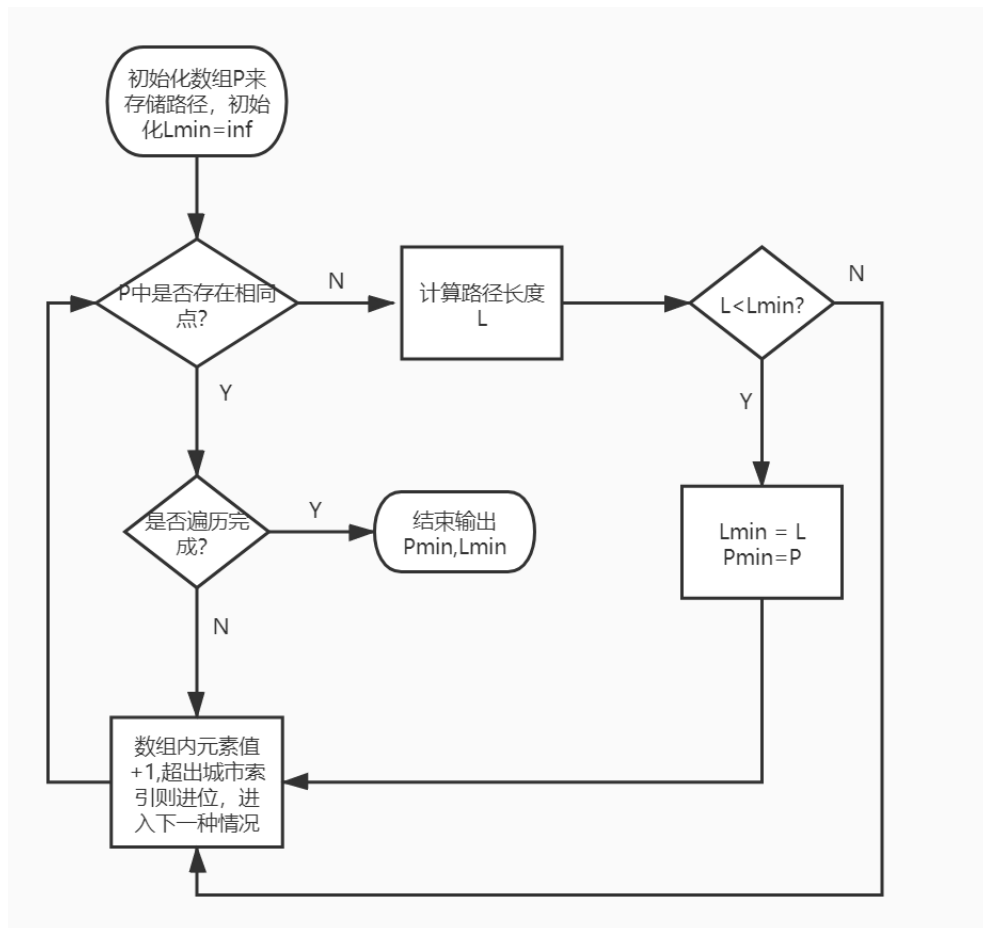 初始化数组P来
存储路径，初始
化Lmin=inf
P中是否存在相同
点?
N
计算路径长度
L
L<Lmin?
N
Y
Y
是否遍历完
成?
Y
结束输出
Pmin,Lmin
Lmin = L
Pmin=P
N
数组内元素值
+1,超出城市索
引则进位，进
入下一种情况